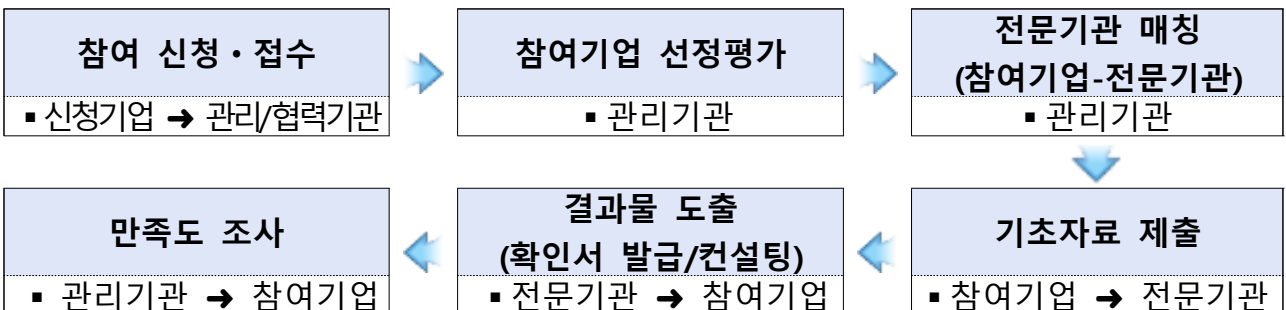 참여 신청·접수
▪ 신청기업 ➜ 관리/협력기관
참여기업 선정평가
▪ 관리기관
전문기관 매칭
(참여기업-전문기관)
▪ 관리기관
기초자료 제출
▪ 참여기업 ➜ 전문기관
결과물 도출
(확인서 발급/컨설팅)
▪ 전문기관 ➜ 참여기업
만족도 조사
▪ 관리기관 ➜ 참여기업